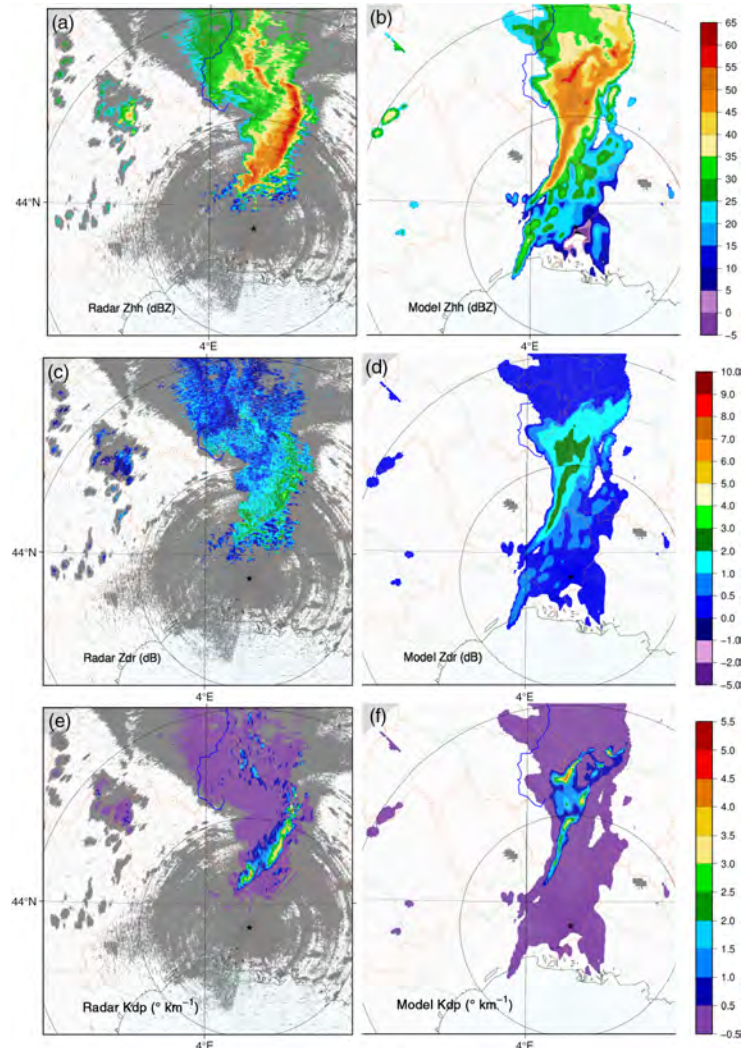 (a)
(b)
65
60
55
50
45
40
35
30
25
20
15
10
5
0
−5
44°N
Radar Zhh (dBZ)
Model Zhh (dBZ)
4°E
4°E
(c)
(d)
10.0
9.0
8.0
7.0
6.0
5.0
4.0
3.0
2.0
1.0
0.5
0.0
−1.0
−2.0
−5.0
44°N
Radar Zdr (dB)
Model Zdr (dB)
4°E
4°E
(e)
(f)
5.5
5.0
4.5
4.0
3.5
3.0
2.5
2.0
1.5
1.0
0.5
−0.5
44°N
Radar Kdp (° km⁻¹)
Model Kdp (° km⁻¹)
4°E
4°E